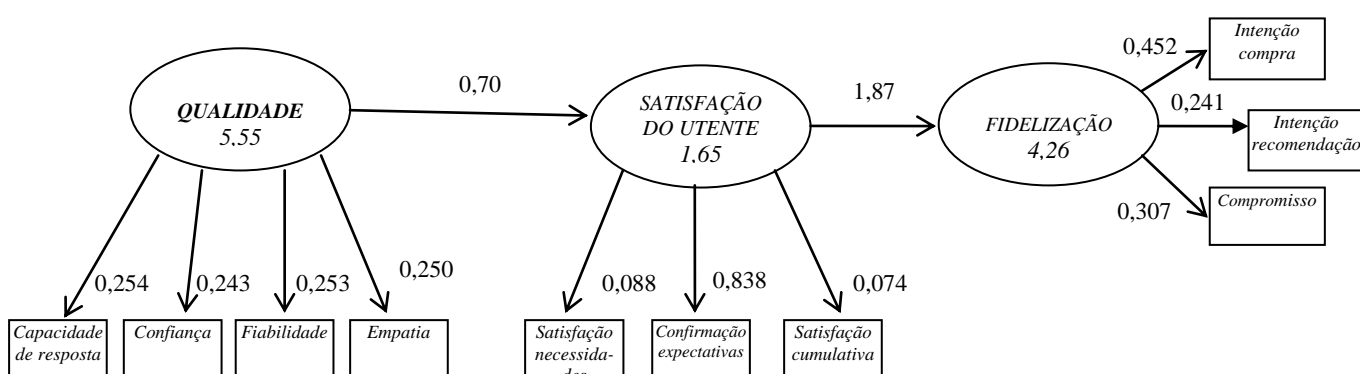 0,70
1,87
0,452
0,241
0,307
QUALIDADE
5,55
SATISFAÇÃO
DO UTENTE
1,65
FIDELIZAÇÃO
4,26
Intenção
compra
Intenção
recomendação
Compromisso
0,254
0,243
0,253
0,250
0,088
0,838
0,074
Capacidade
de resposta
Confiança
Fiabilidade
Empatia
Satisfação
necessida-
Confirmação
expectativas
Satisfação
cumulativa